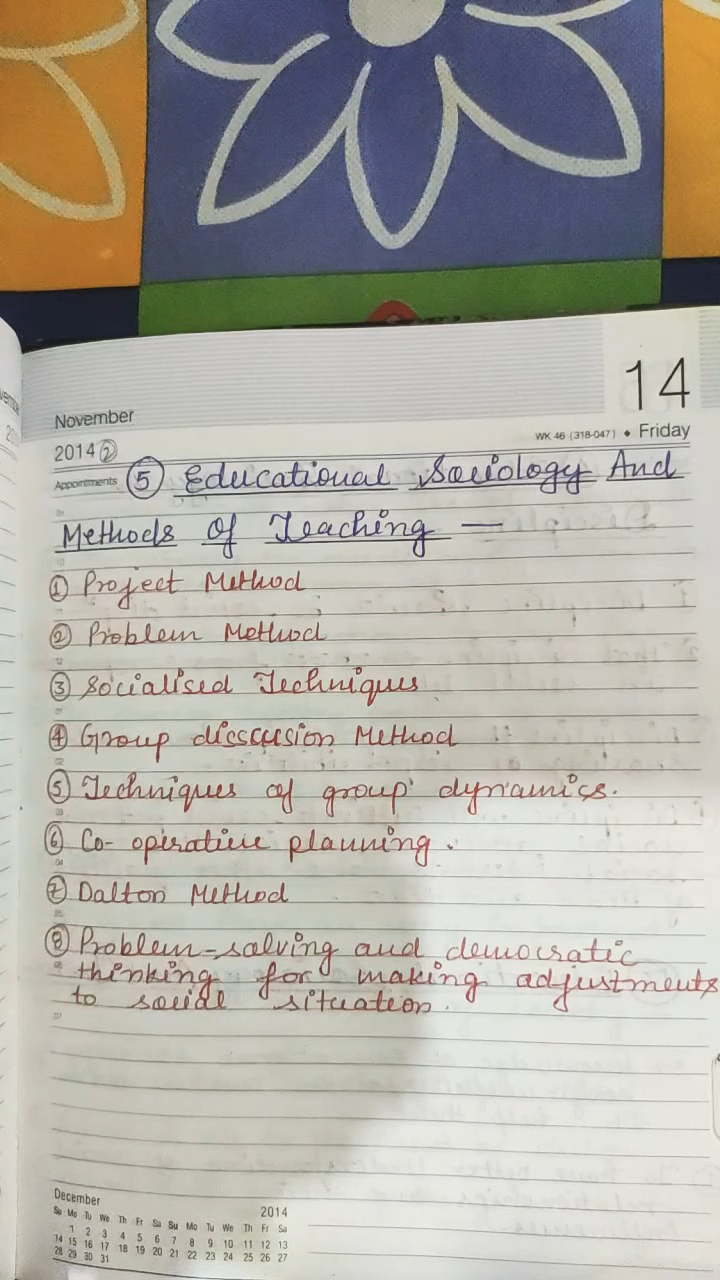 14
November
2014 ②
WK 46 (318-047) • Friday
Appointments
⑤ Educational Sociology And
Methods Of Teaching —
① Project Method
② Problem Method
③ Socialised Techniques
④ Group disscusion Method
⑤ Techniques of group dynamics.
⑥ Co-operative planning.
⑦ Dalton Method
⑧ Problem-solving and democratic
thinking for making adjustments
to social situation.
December 2014
Su Mo Tu We Th Fr Sa Su Mo Tu We Th Fr Sa
1 2 3 4 5 6 7 8 9 10 11 12 13
14 15 16 17 18 19 20 21 22 23 24 25 26 27
28 29 30 31